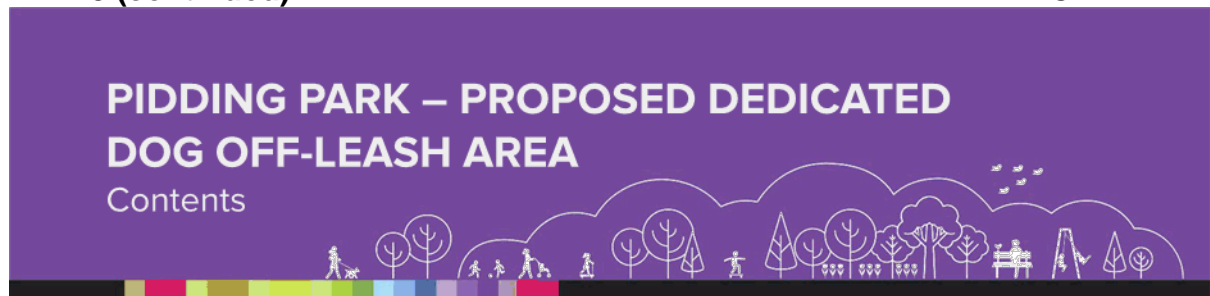 PIDDING PARK – PROPOSED DEDICATED
DOG OFF-LEASH AREA
Contents